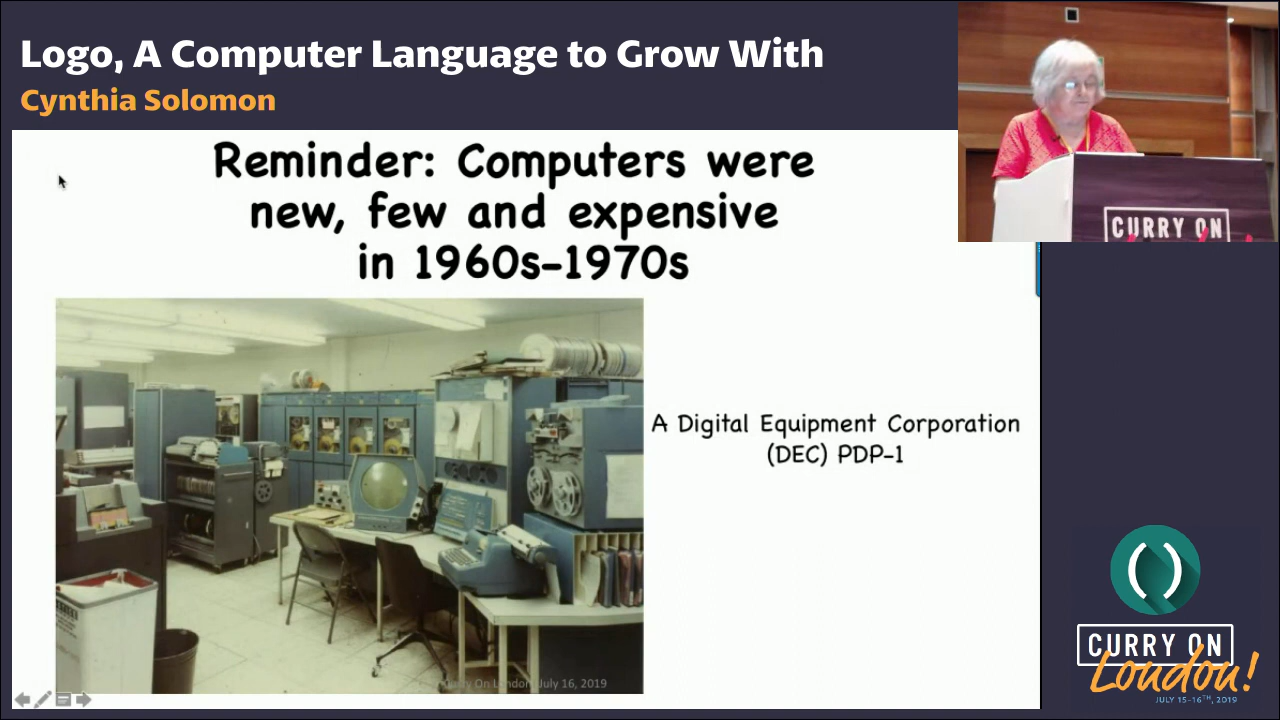 Logo, A Computer Language to Grow With
Cynthia Solomon
Reminder: Computers were
new, few and expensive
in 1960s-1970s
A Digital Equipment Corporation
(DEC) PDP-1
Curry On London, July 16, 2019
CURRY ON
CURRY ON
London!
JULY 15-16TH, 2019